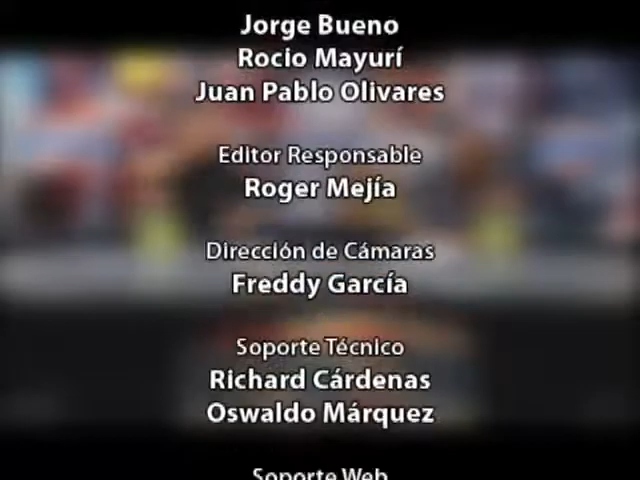 Jorge Bueno
Rocio Mayurí
Juan Pablo Olivares
Editor Responsable
Roger Mejía
Dirección de Cámaras
Freddy García
Soporte Técnico
Richard Cárdenas
Oswaldo Márquez
Soporte Web